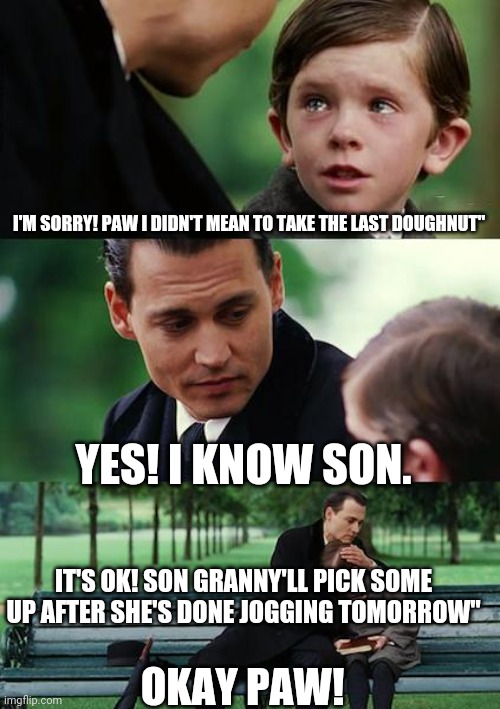 I'M SORRY! PAW I DIDN'T MEAN TO TAKE THE LAST DOUGHNUT"
YES! I KNOW SON.
IT'S OK! SON GRANNY'LL PICK SOME
UP AFTER SHE'S DONE JOGGING TOMORROW"
OKAY PAW!
imgflip.com